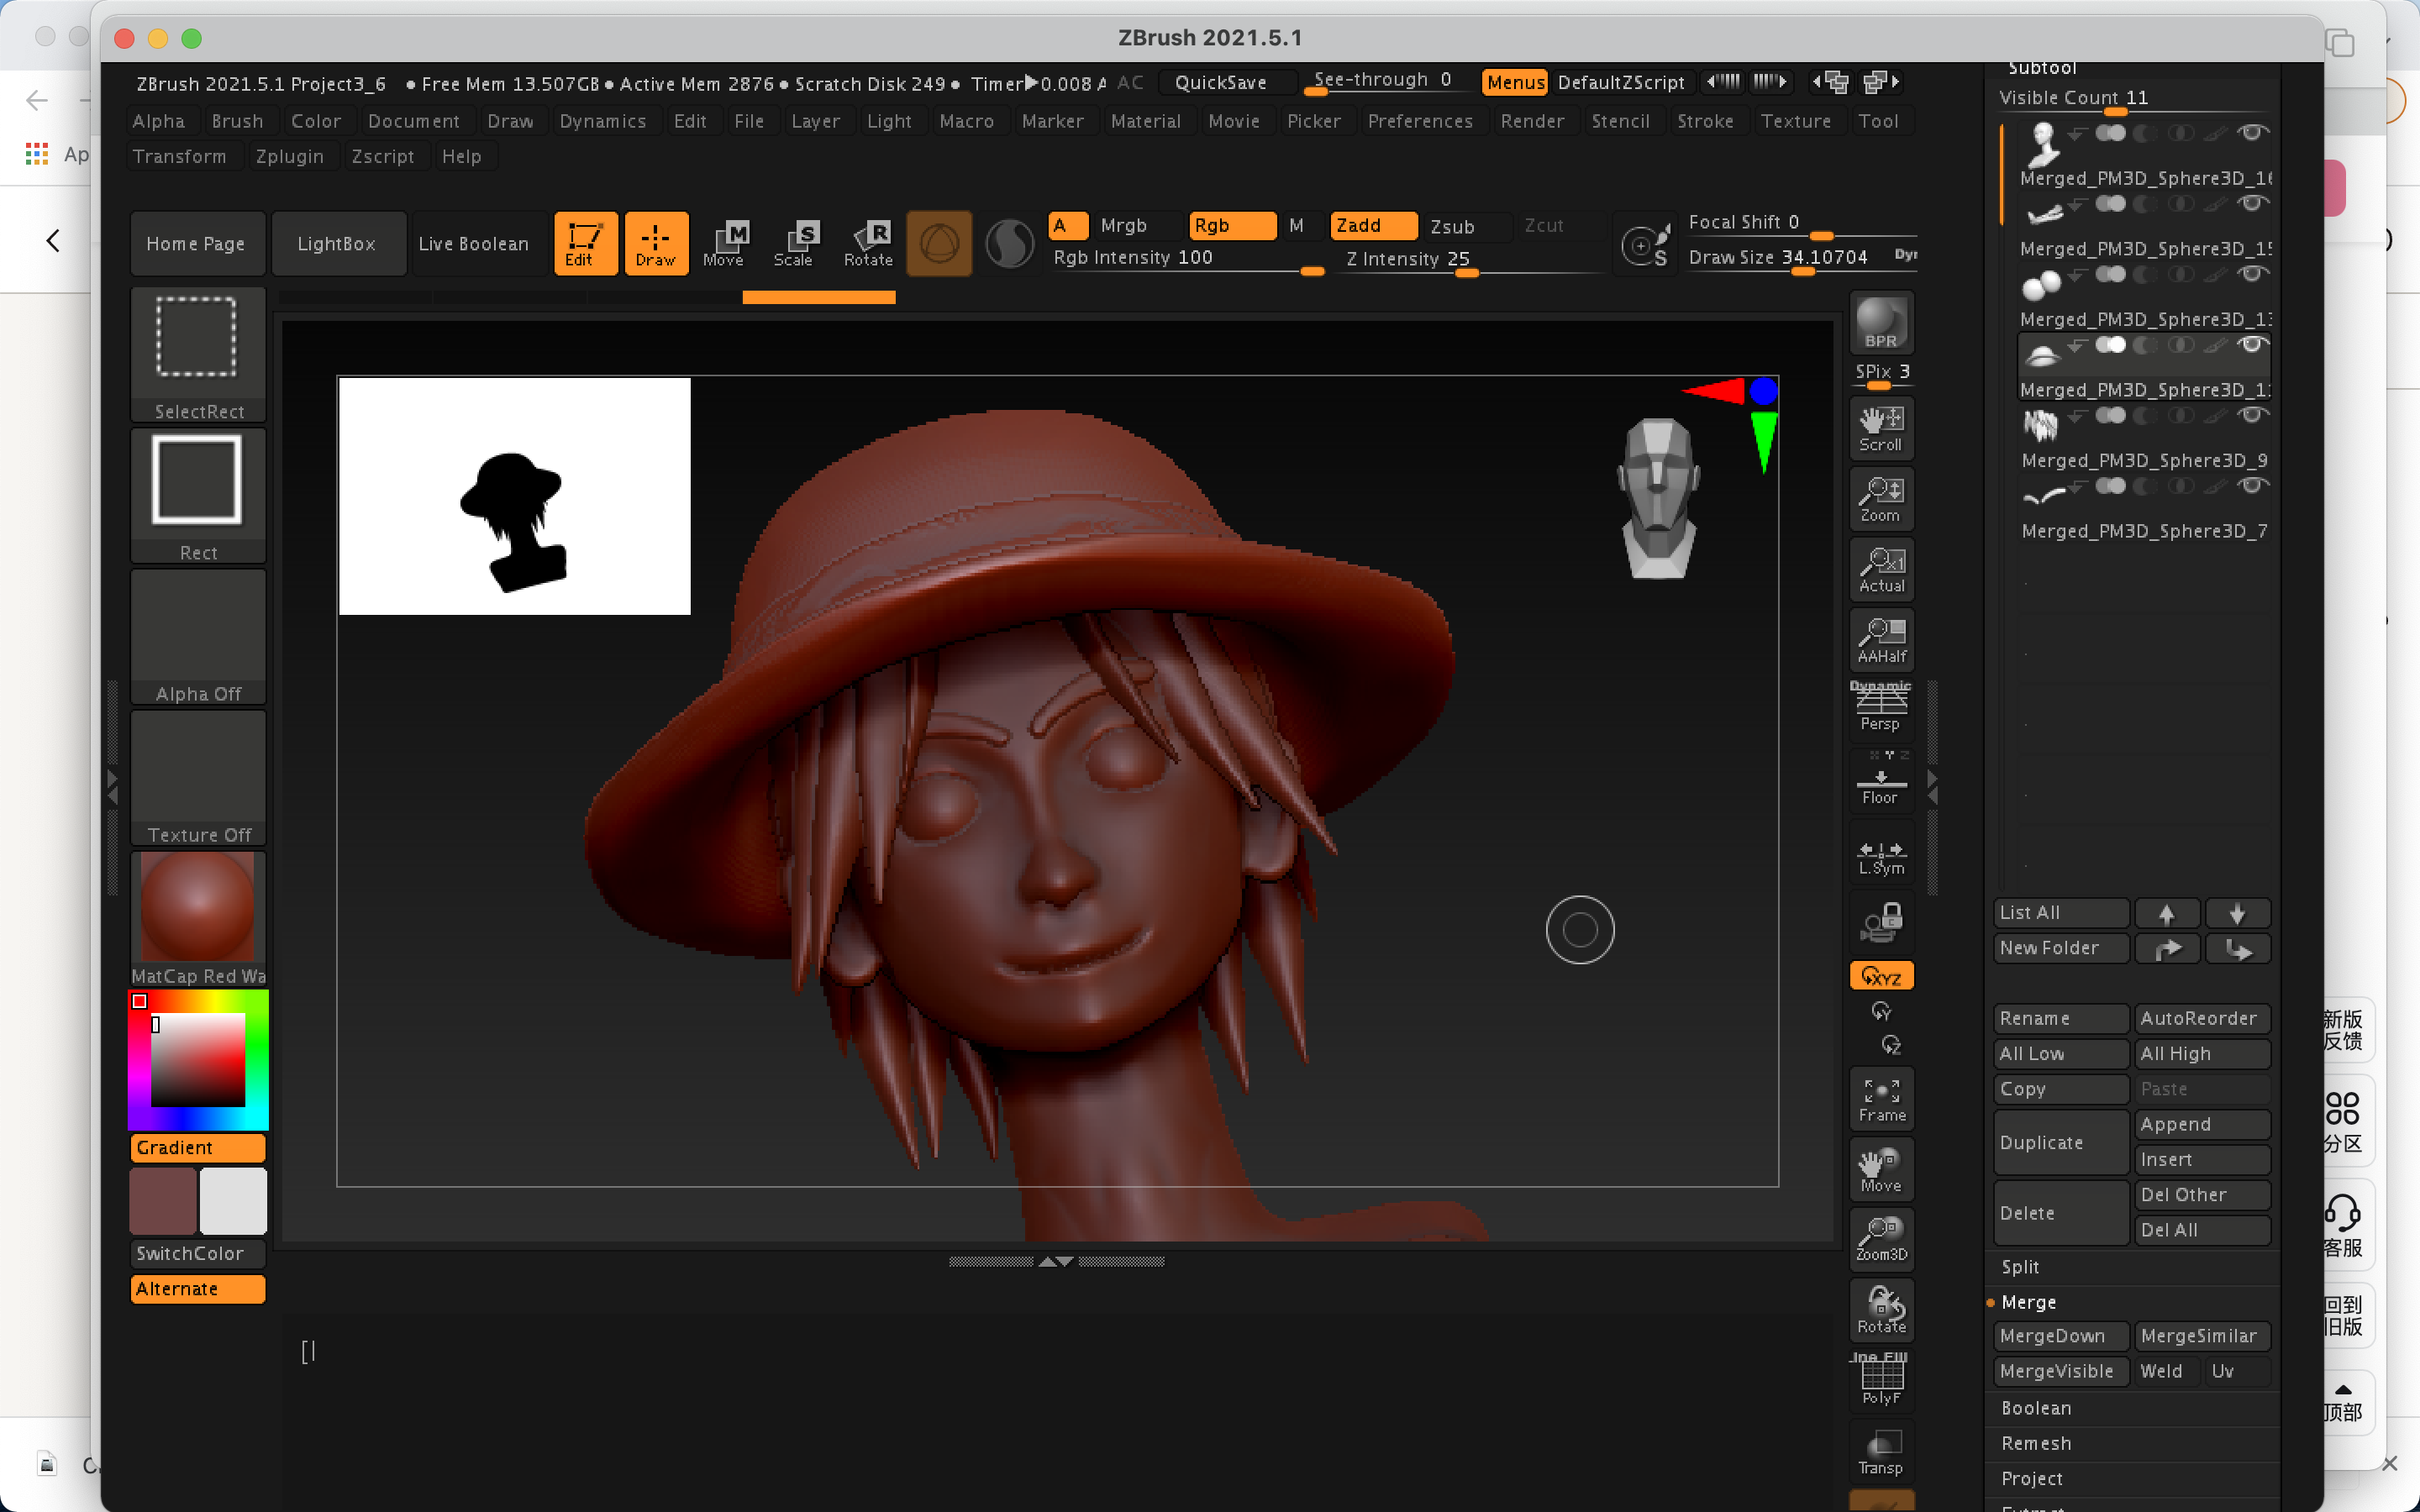 ZBrush 2021.5.1
ZBrush 2021.5.1 Project3_6 • Free Mem 13.507GB • Active Mem 2876 • Scratch Disk 249 • Timer▶0.008 A AC QuickSave See-through 0 Menus DefaultZScript
Alpha Brush Color Document Draw Dynamics Edit File Layer Light Macro Marker Material Movie Picker Preferences Render Stencil Stroke Texture Tool
Transform Zplugin Zscript Help
Home Page LightBox Live Boolean Edit Draw Move Scale Rotate
A Mrgb Rgb M Zadd Zsub Zcut
Rgb Intensity 100 Z Intensity 25
Focal Shift 0
Draw Size 34.10704 Dyn
SelectRect
Rect
Alpha Off
Texture Off
MatCap Red Wa
Gradient
SwitchColor
Alternate
BPR
SPix 3
Scroll
Zoom
Actual
AAHalf
Dynamic
Persp
Floor
L.Sym
XYZ
Y
Z
Frame
Move
Zoom3D
Rotate
Line Fill
PolyF
Transp
Subtool
Visible Count 11
Merged_PM3D_Sphere3D_16
Merged_PM3D_Sphere3D_15
Merged_PM3D_Sphere3D_13
Merged_PM3D_Sphere3D_11
Merged_PM3D_Sphere3D_9
Merged_PM3D_Sphere3D_7
List All
New Folder
Rename AutoReorder
All Low All High
Copy Paste
Duplicate Append
Insert
Delete Del Other
Del All
Split
Merge
MergeDown MergeSimilar
MergeVisible Weld Uv
Boolean
Remesh
Project
Ap
新版
反馈
分区
客服
回到
旧版
顶部